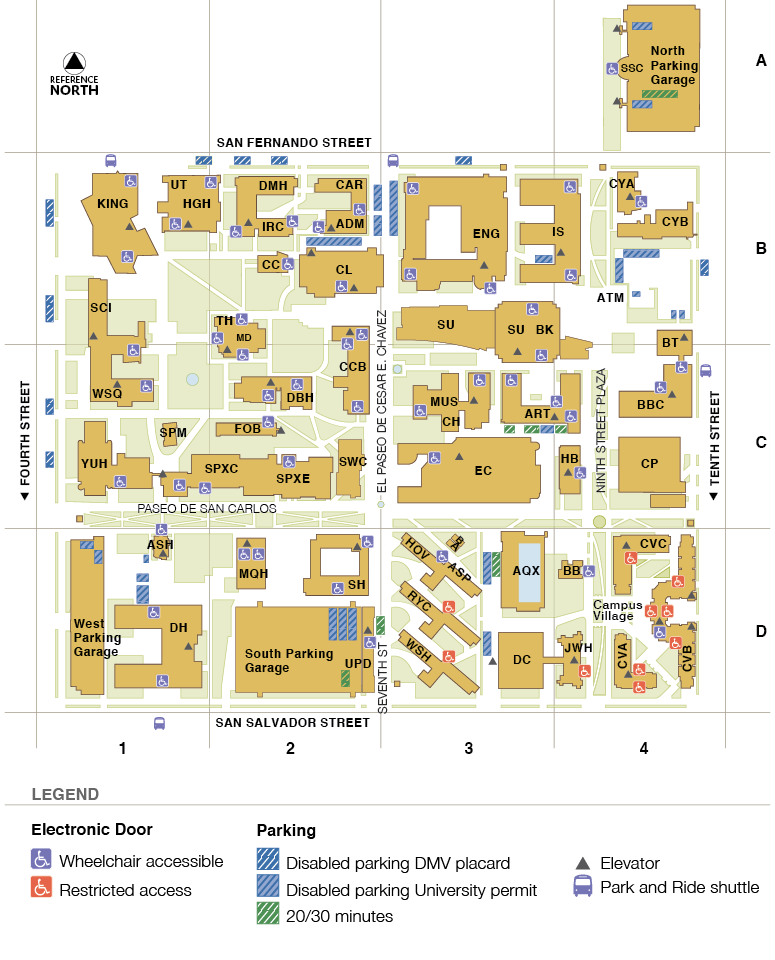 A
North
Parking
Garage
SSC
REFERENCE
NORTH
SAN FERNANDO STREET
KING
UT
HGH
DMH
CAR
IRC
ADM
ENG
IS
CYA
CYB
B
CC
CL
ATM
SCI
TH
MD
SU
SU BK
BT
CCB
EL PASEO DE CESAR E. CHAVEZ
WSQ
DBH
MUS
CH
ART
BBC
NINTH STREET PLAZA
FOURTH STREET
TENTH STREET
SPM
FOB
C
YUH
SPXC
SPXE
SWC
EC
HB
CP
PASEO DE SAN CARLOS
ASH
MQH
SH
HOV
RA
ASP
AQX
BB
CVC
RYC
Campus
Village
West
Parking
Garage
DH
South Parking
Garage
UPD
SEVENTH ST
WSH
DC
JWH
CVA
CVB
D
SAN SALVADOR STREET
1
2
3
4
LEGEND
Electronic Door
Wheelchair accessible
Restricted access
Parking
Disabled parking DMV placard
Disabled parking University permit
20/30 minutes
Elevator
Park and Ride shuttle